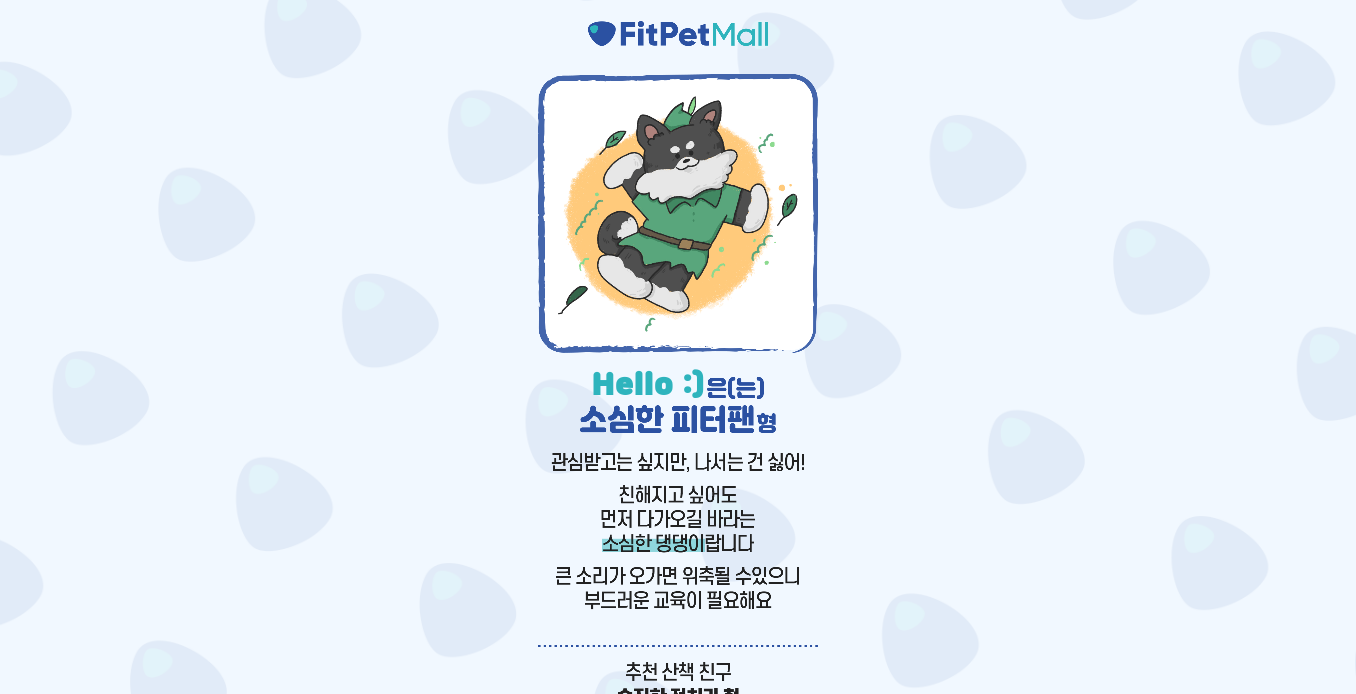 FitPetMall
Hello :)은(는)
소심한 피터팬형
관심받고는 싶지만, 나서는 건 싫어!
친해지고 싶어도
먼저 다가오길 바라는
소심한 댕댕이랍니다
큰 소리가 오가면 위축될 수있으니
부드러운 교육이 필요해요
추천 산책 친구